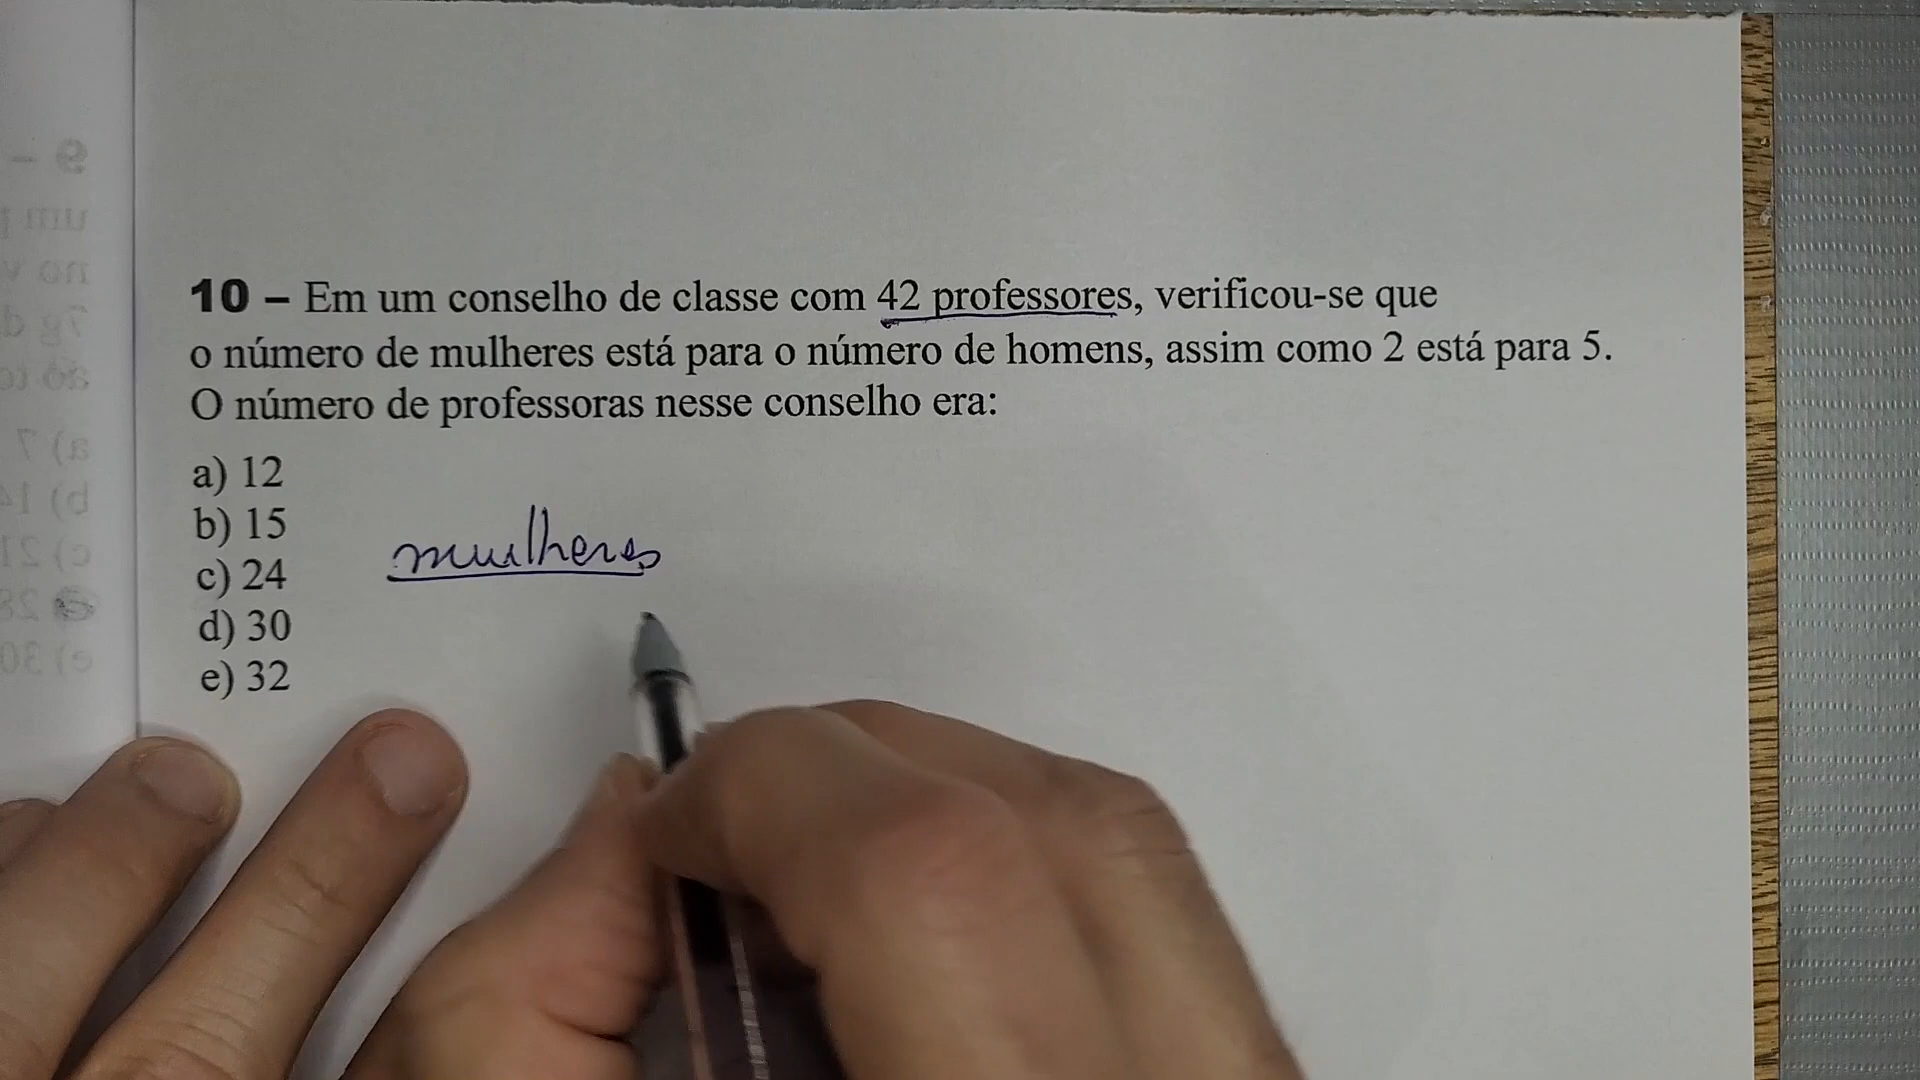 10 – Em um conselho de classe com 42 professores, verificou-se que
o número de mulheres está para o número de homens, assim como 2 está para 5.
O número de professoras nesse conselho era:
a) 12
b) 15
c) 24
d) 30
e) 32
mulheres